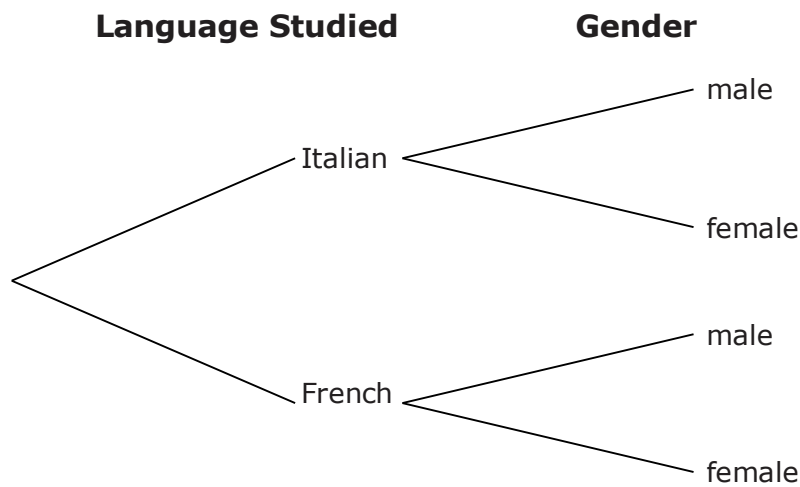 Language Studied
Gender
male
Italian
female
male
French
female